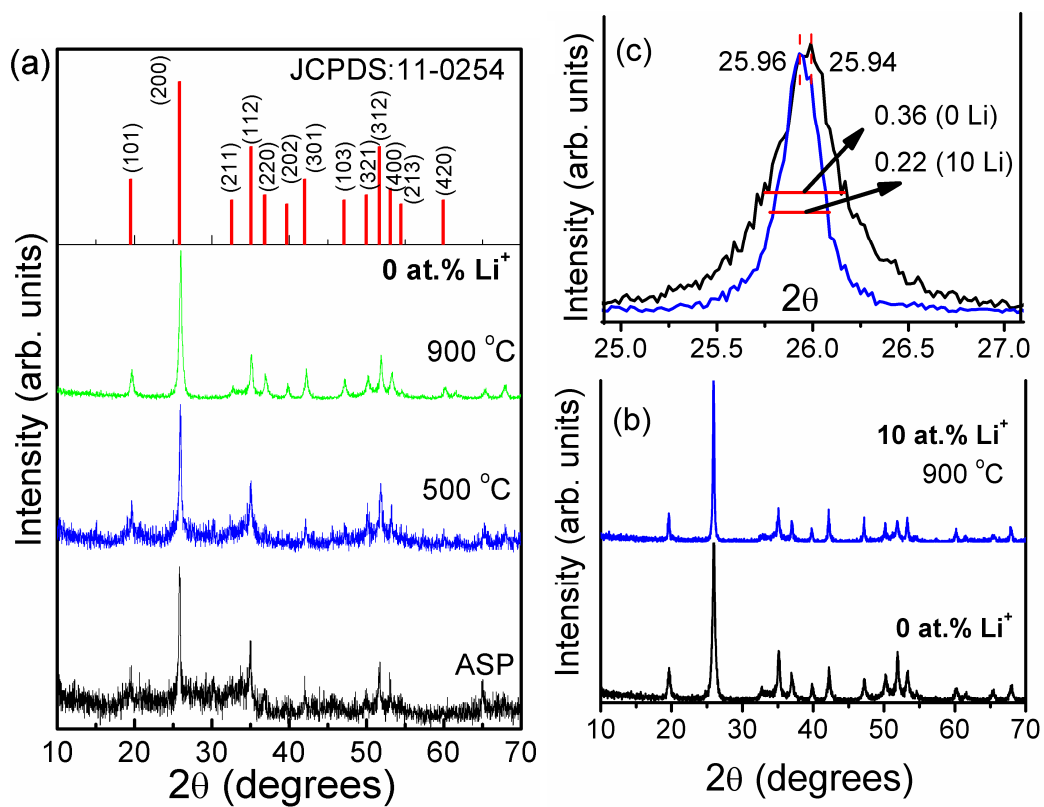 (a)
JCPDS:11-0254
(101)
(200)
(211)
(112)
(220)
(202)
(301)
(103)
(321)
(312)
(400)
(213)
(420)
0 at.% Li⁺
900 °C
500 °C
ASP
Intensity (arb. units)
10 20 30 40 50 60 70
2θ (degrees)
(c)
25.96
25.94
0.36 (0 Li)
0.22 (10 Li)
Intensity (arb. units)
2θ
25.0 25.5 26.0 26.5 27.0
(b)
10 at.% Li⁺
900 °C
0 at.% Li⁺
Intensity (arb. units)
10 20 30 40 50 60 70
2θ (degrees)